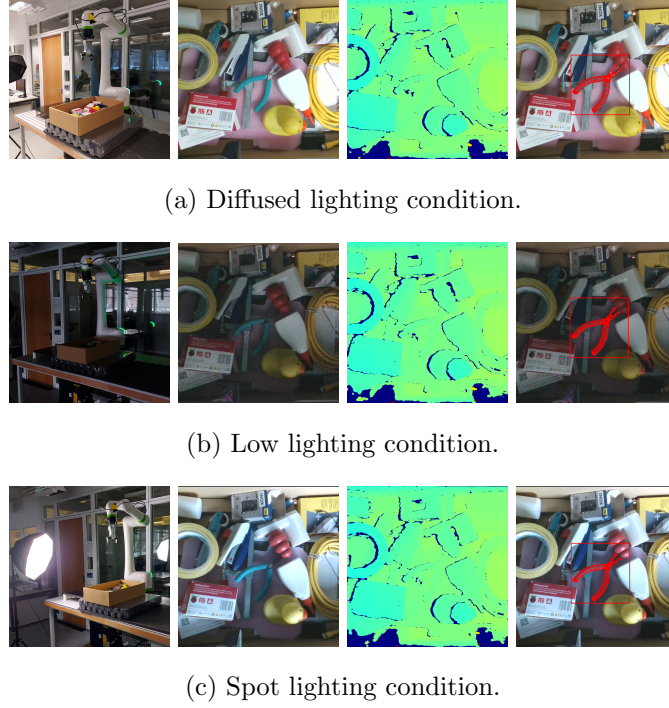 (a) Diffused lighting condition.
(b) Low lighting condition.
(c) Spot lighting condition.